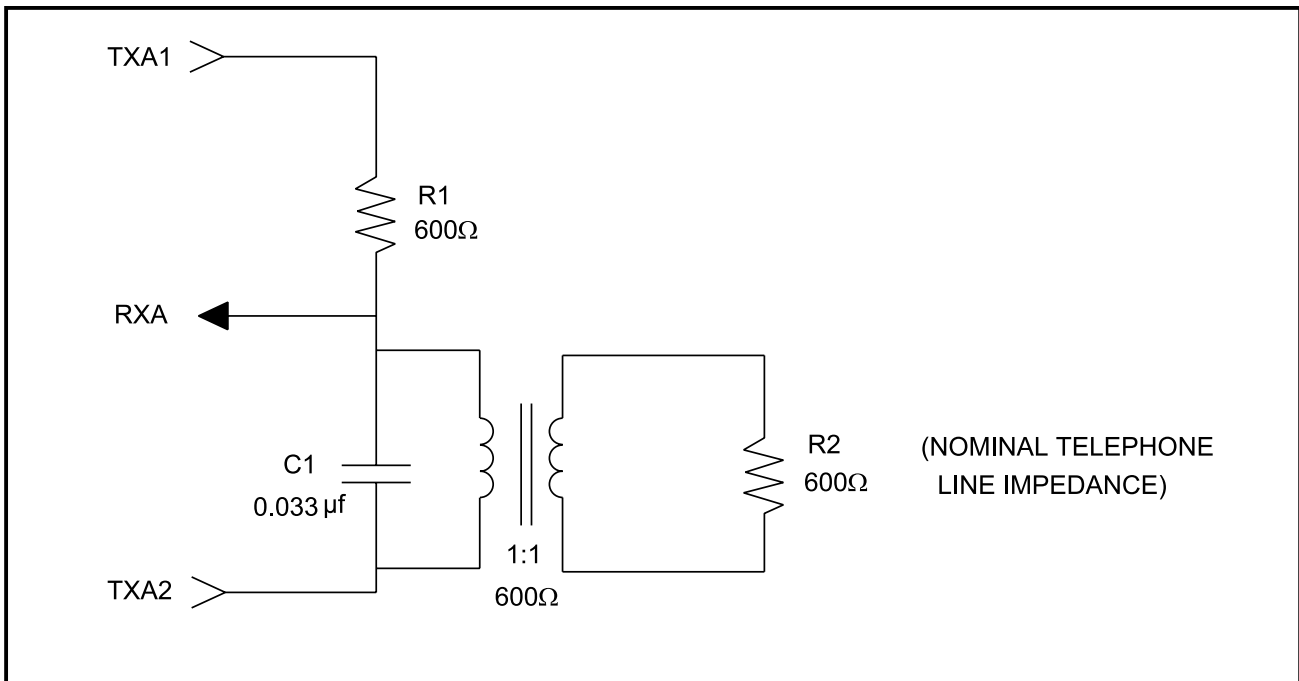 TXA1
R1
600Ω
RXA
C1
0.033 µf
R2
600Ω
(NOMINAL TELEPHONE
LINE IMPEDANCE)
1:1
600Ω
TXA2